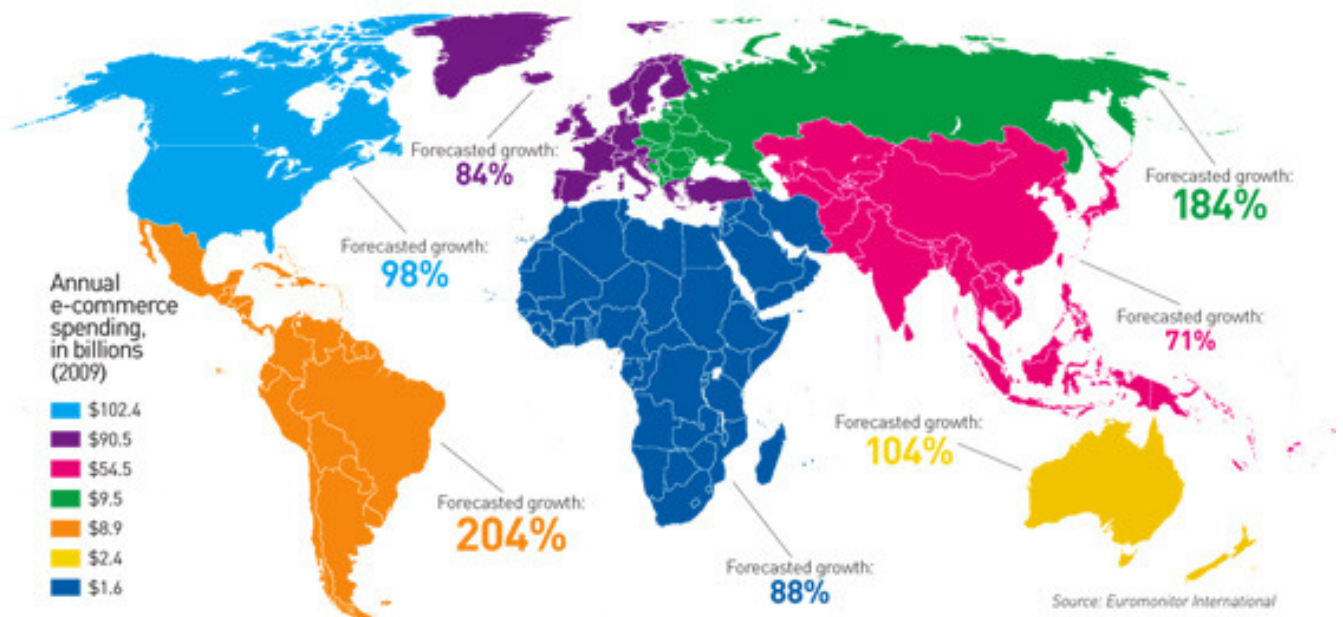 Forecasted growth:
84%
Forecasted growth:
184%
Forecasted growth:
98%
Annual
e-commerce
spending,
in billions
(2009)
$102.4
$90.5
$54.5
$9.5
$8.9
$2.4
$1.6
Forecasted growth:
71%
Forecasted growth:
104%
Forecasted growth:
204%
Forecasted growth:
88%
Source: Euromonitor International